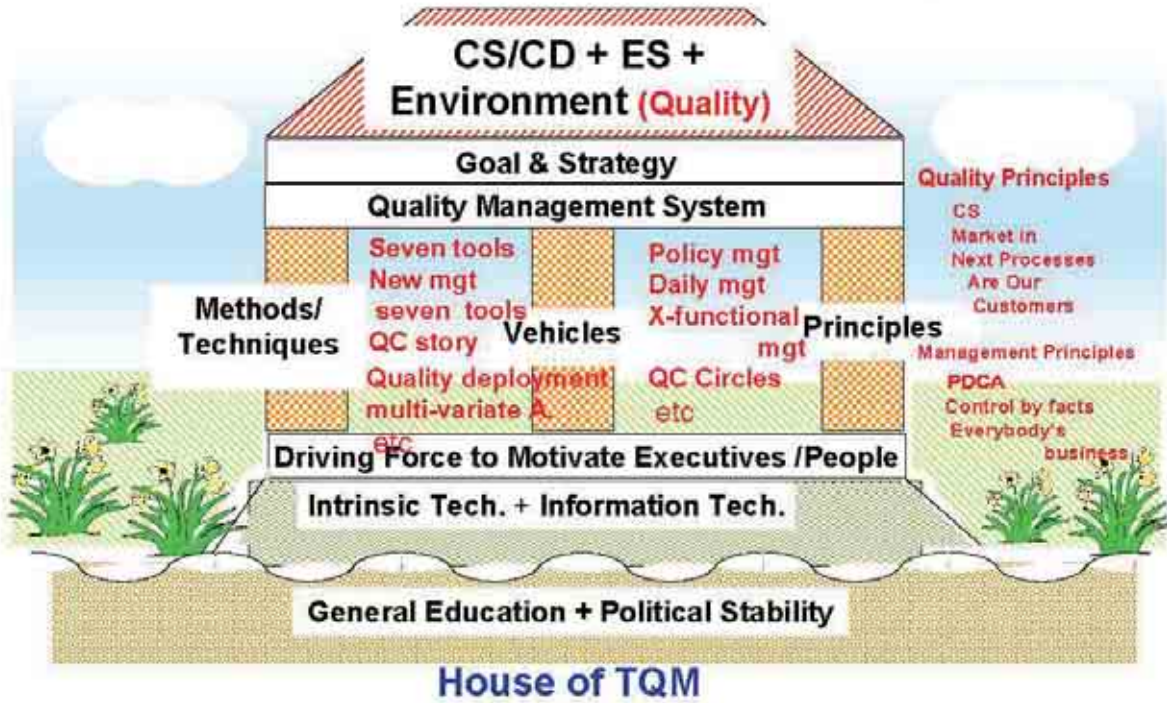 CS/CD + ES +
Environment (Quality)
Goal & Strategy
Quality Management System
Methods/
Techniques
Seven tools
New mgt
seven tools
QC story
Quality deployment
multi-variate A.
etc
Vehicles
Policy mgt
Daily mgt
X-functional
mgt
QC Circles
etc
Principles
Quality Principles
CS
Market in
Next Processes
Are Our
Customers
Management Principles
PDCA
Control by facts
Everybody's
business
Driving Force to Motivate Executives /People
Intrinsic Tech. + Information Tech.
General Education + Political Stability
House of TQM